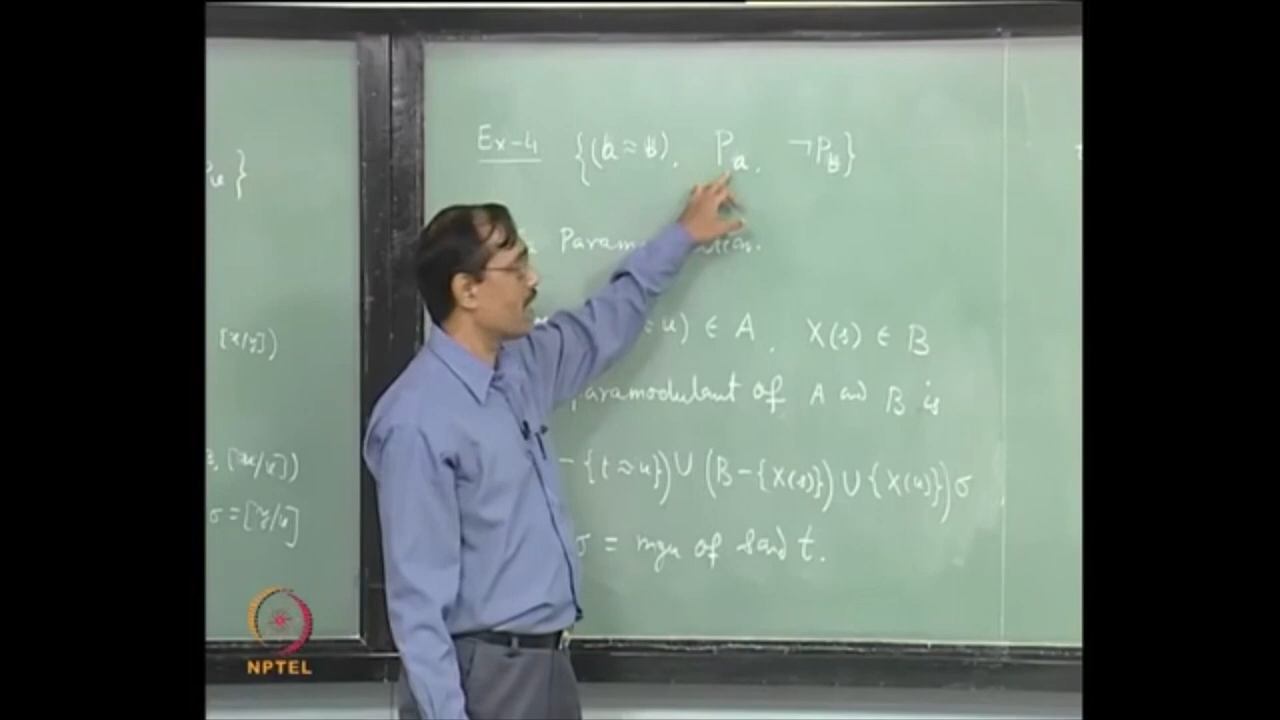 Ex-4 {(a≈b), Pa, ¬Pb}
u}
Param
[x/y])
u) ∈ A, X(s) ∈ B
paramodulant of A and B is
[x/u])
- {t≈u}) ∪ (B-{X(s)}) ∪ {X(u)})σ
σ=[y/u]
σ = mgu of s and t.
NPTEL